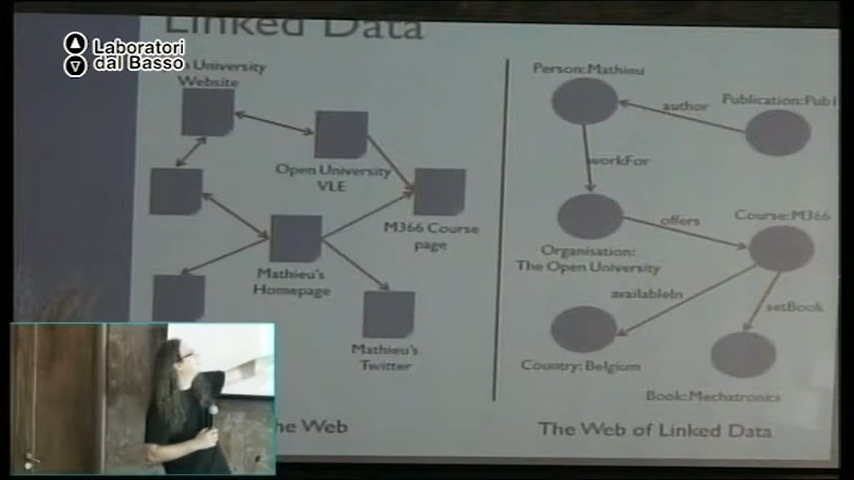 Linked Data
Laboratori
dal Basso
University
Website
Open University
VLE
M366 Course
page
Mathieu's
Homepage
Mathieu's
Twitter
The Web
Person:Mathieu
author
Publication:Pub1
workFor
offers
Course:M366
Organisation:
The Open University
availableIn
setBook
Country:Belgium
Book:Mechatronics
The Web of Linked Data